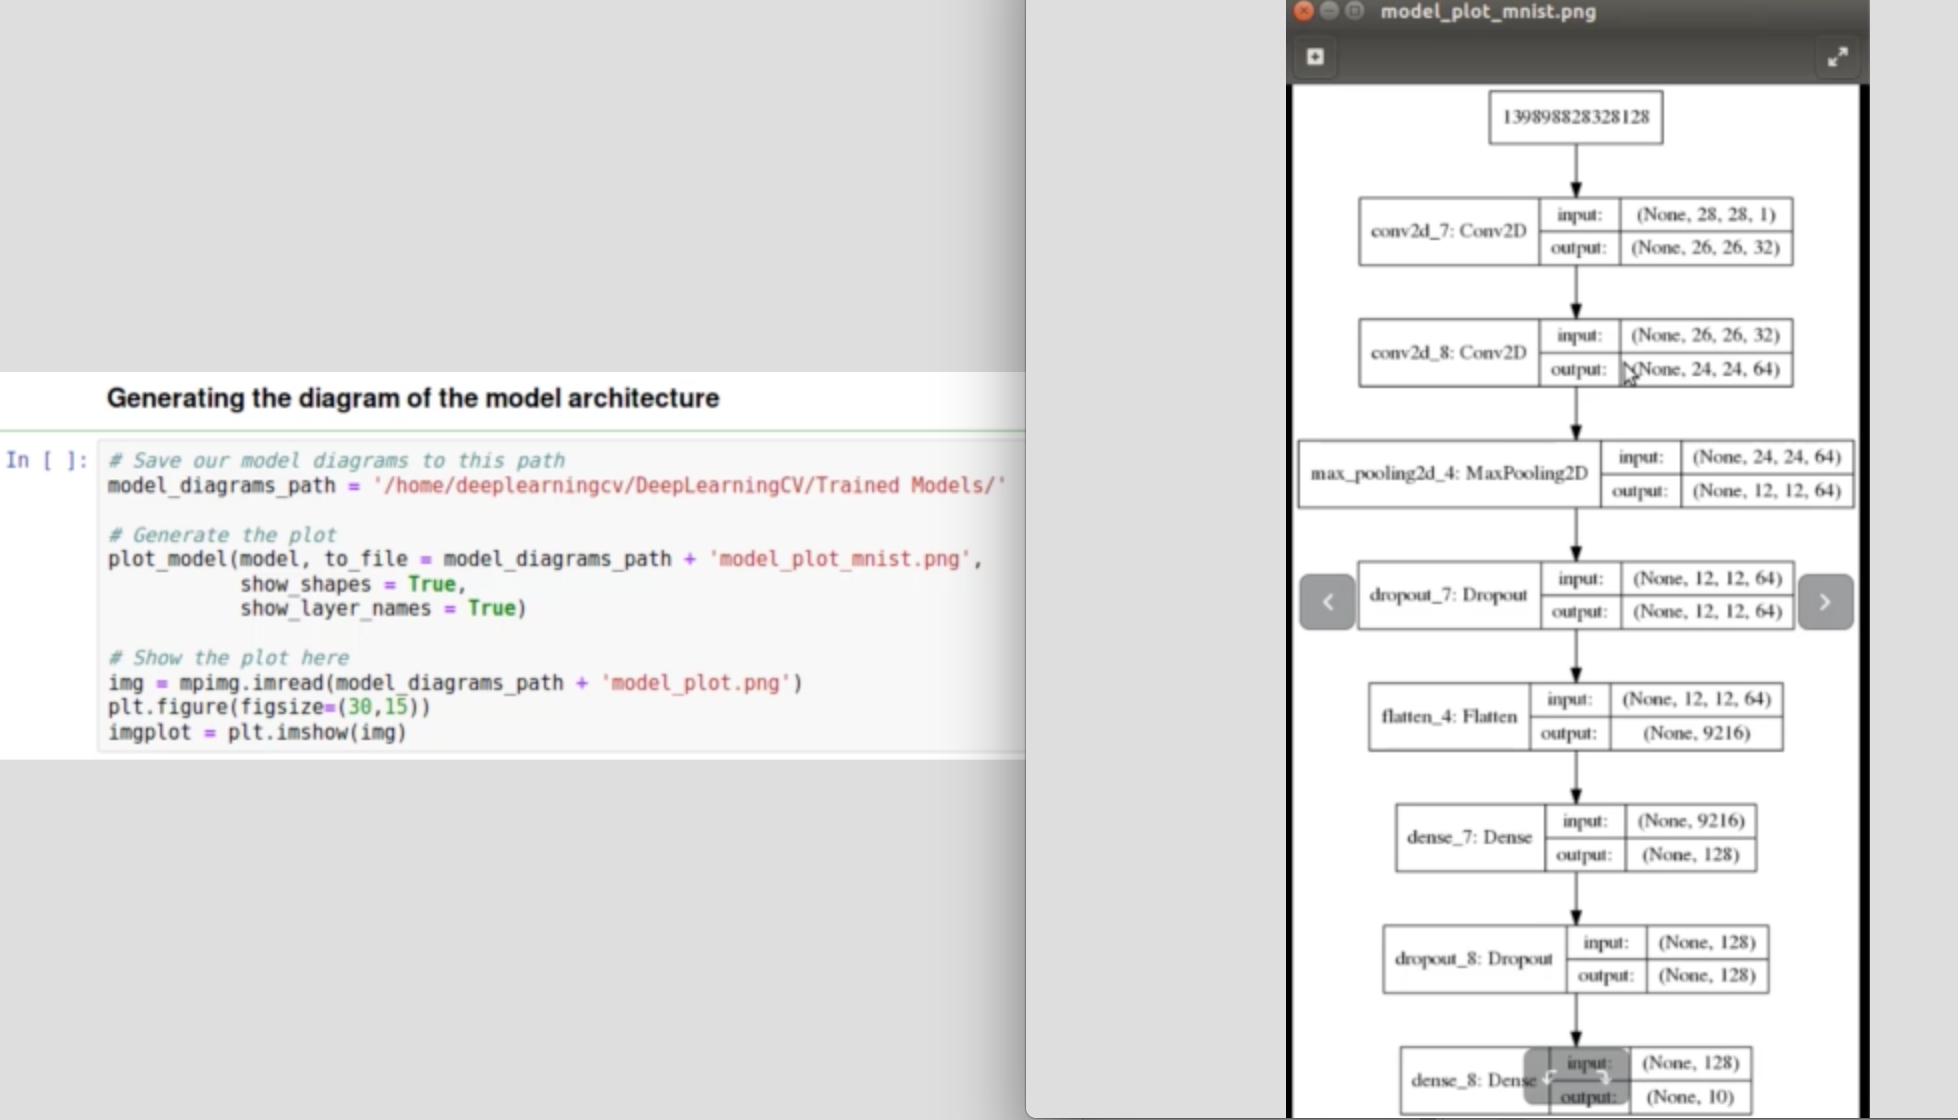 Generating the diagram of the model architecture
In [ ]:
# Save our model diagrams to this path
model_diagrams_path = '/home/deeplearningcv/DeepLearningCV/Trained Models/'
# Generate the plot
plot_model(model, to_file = model_diagrams_path + 'model_plot_mnist.png',
show_shapes = True,
show_layer_names = True)
# Show the plot here
img = mpimg.imread(model_diagrams_path + 'model_plot.png')
plt.figure(figsize=(30,15))
imgplot = plt.imshow(img)
model_plot_mnist.png
139898828328128
conv2d_7: Conv2D
input: (None, 28, 28, 1)
output: (None, 26, 26, 32)
conv2d_8: Conv2D
input: (None, 26, 26, 32)
output: (None, 24, 24, 64)
max_pooling2d_4: MaxPooling2D
input: (None, 24, 24, 64)
output: (None, 12, 12, 64)
dropout_7: Dropout
input: (None, 12, 12, 64)
output: (None, 12, 12, 64)
flatten_4: Flatten
input: (None, 12, 12, 64)
output: (None, 9216)
dense_7: Dense
input: (None, 9216)
output: (None, 128)
dropout_8: Dropout
input: (None, 128)
output: (None, 128)
dense_8: Dense
input: (None, 128)
output: (None, 10)